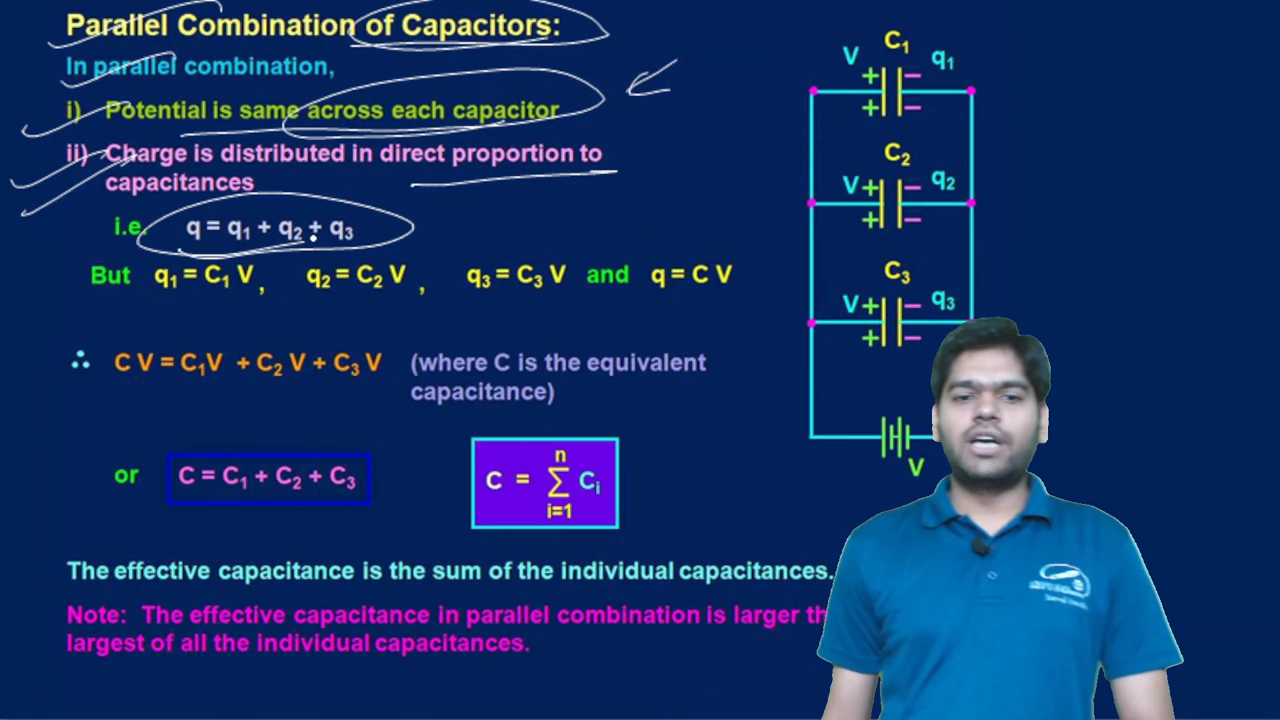 Parallel Combination of Capacitors:
In parallel combination,
i) Potential is same across each capacitor
ii) Charge is distributed in direct proportion to
capacitances
i.e. q = q₁ + q₂ + q₃
But q₁ = C₁ V , q₂ = C₂ V , q₃ = C₃ V and q = C V
∴ C V = C₁V + C₂ V + C₃ V (where C is the equivalent
capacitance)
or C = C₁ + C₂ + C₃
C = n∑i=1 Cᵢ
The effective capacitance is the sum of the individual capacitances.
Note: The effective capacitance in parallel combination is larger th
largest of all the individual capacitances.
C₁
V + − q₁
+ −
C₂
V + − q₂
+ −
C₃
V + − q₃
+ −
V